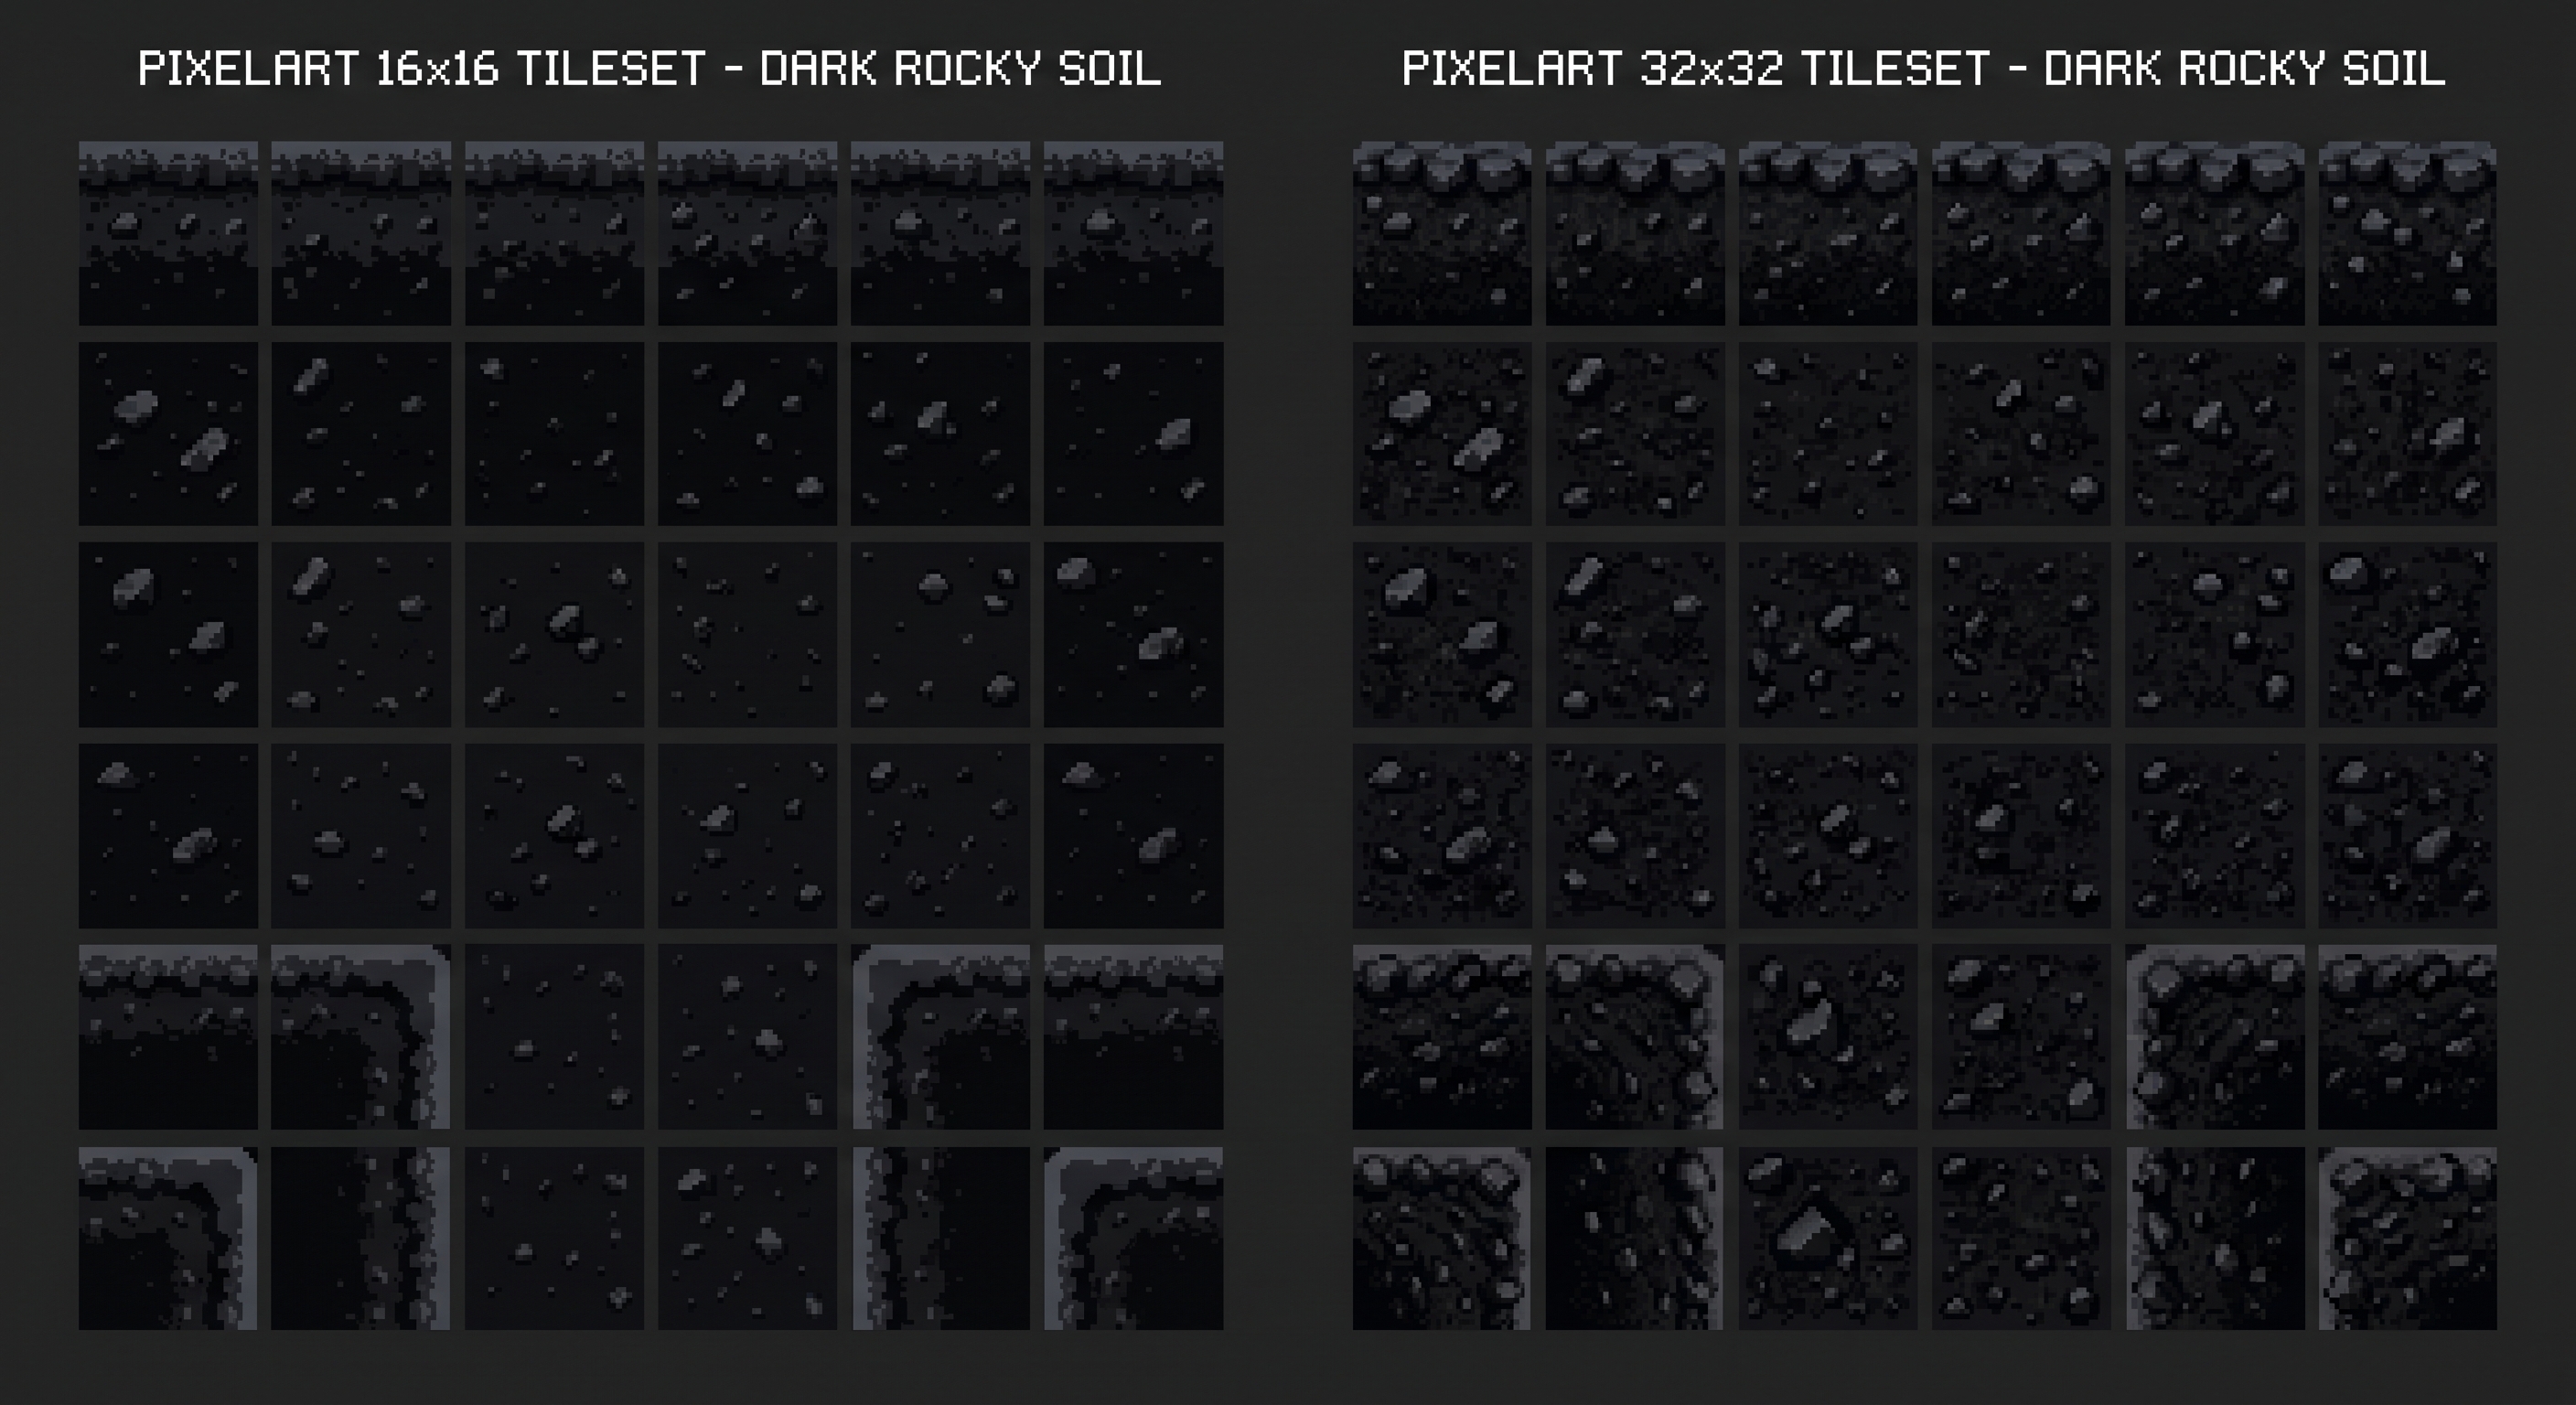 PIXELART 16x16 TILESET - DARK ROCKY SOIL
PIXELART 32x32 TILESET - DARK ROCKY SOIL